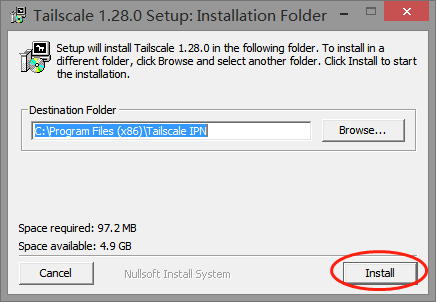 Tailscale 1.28.0 Setup: Installation Folder
Setup will install Tailscale 1.28.0 in the following folder. To install in a
different folder, click Browse and select another folder. Click Install to start
the installation.
Destination Folder
C:\Program Files (x86)\Tailscale IPN
Browse...
Space required: 97.2 MB
Space available: 4.9 GB
Cancel
Nullsoft Install System
Install